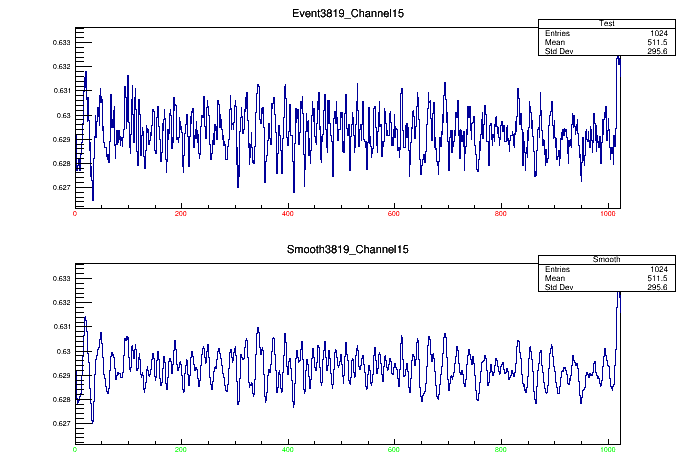 Event3819_Channel15
Test
Entries 1024
Mean 511.5
Std Dev 295.6
0.633
0.632
0.631
0.63
0.629
0.628
0.627
0 200 400 600 800 1000
Smooth3819_Channel15
Smooth
Entries 1024
Mean 511.5
Std Dev 295.6
0.633
0.632
0.631
0.63
0.629
0.628
0.627
0 200 400 600 800 1000